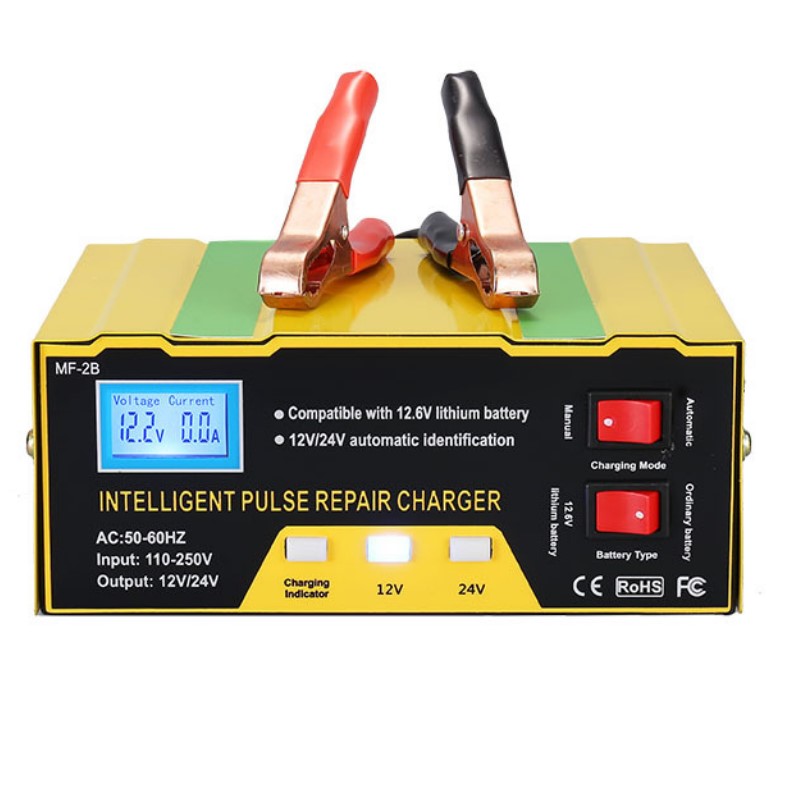 MF-2B
Voltage Current
12.2V 0.0A
● Compatible with 12.6V lithium battery
● 12V/24V automatic identification
Manual
Automatic
Charging Mode
INTELLIGENT PULSE REPAIR CHARGER
12.6V
lithium battery
Ordinary battery
Battery Type
AC:50-60HZ
Input: 110-250V
Output: 12V/24V
Charging
Indicator
12V
24V
CE RoHS FC